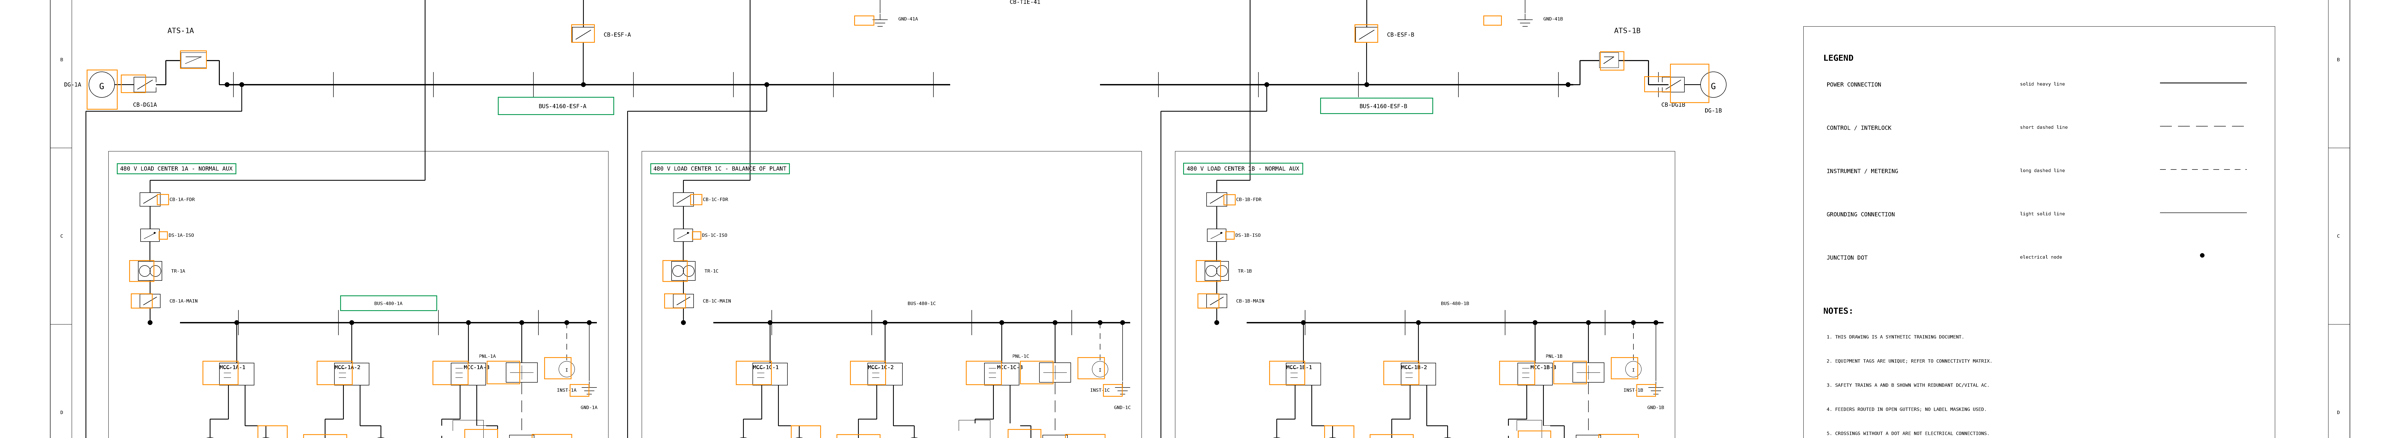 CB-TIE-41
GND-41A
GND-41B
ATS-1A
CB-ESF-A
CB-ESF-B
ATS-1B
B
B
DG-1A
G
CB-DG1A
BUS-4160-ESF-A
BUS-4160-ESF-B
G
CB-DG1B
DG-1B
LEGEND
POWER CONNECTION
solid heavy line
CONTROL / INTERLOCK
short dashed line
INSTRUMENT / METERING
long dashed line
GROUNDING CONNECTION
light solid line
JUNCTION DOT
electrical node
480 V LOAD CENTER 1A - NORMAL AUX
480 V LOAD CENTER 1C - BALANCE OF PLANT
480 V LOAD CENTER 1B - NORMAL AUX
CB-1A-FDR
CB-1C-FDR
CB-1B-FDR
C
C
DS-1A-ISO
DS-1C-ISO
DS-1B-ISO
TR-1A
TR-1C
TR-1B
CB-1A-MAIN
CB-1C-MAIN
CB-1B-MAIN
BUS-480-1A
BUS-480-1C
BUS-480-1B
PNL-1A
PNL-1C
PNL-1B
MCC-1A-1
MCC-1A-2
MCC-1A-3
I
MCC-1C-1
MCC-1C-2
MCC-1C-3
I
MCC-1B-1
MCC-1B-2
MCC-1B-3
I
INST-1A
INST-1C
INST-1B
GND-1A
GND-1C
GND-1B
D
D
NOTES:
1. THIS DRAWING IS A SYNTHETIC TRAINING DOCUMENT.
2. EQUIPMENT TAGS ARE UNIQUE; REFER TO CONNECTIVITY MATRIX.
3. SAFETY TRAINS A AND B SHOWN WITH REDUNDANT DC/VITAL AC.
4. FEEDERS ROUTED IN OPEN GUTTERS; NO LABEL MASKING USED.
5. CROSSINGS WITHOUT A DOT ARE NOT ELECTRICAL CONNECTIONS.